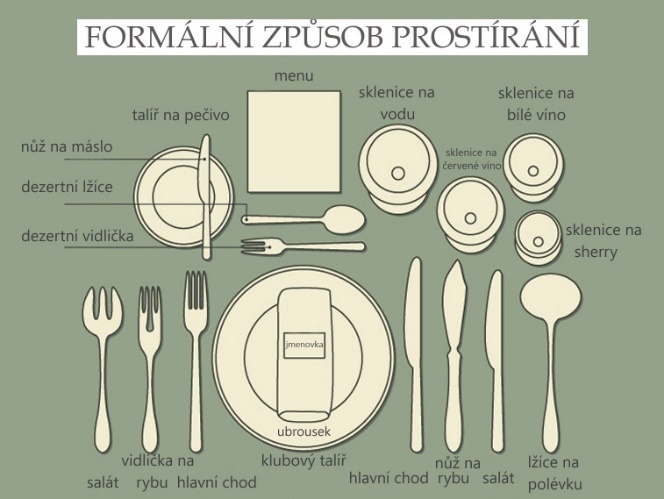 FORMÁLNÍ ZPŮSOB PROSTÍRÁNÍ
menu
sklenice na
vodu
sklenice na
bílé víno
talíř na pečivo
nůž na máslo
sklenice na
červené víno
dezertní lžíce
dezertní vidlička
sklenice na
sherry
jmenovka
ubrousek
klubový talíř
salát
vidlička na
rybu
hlavní chod
hlavní chod
nůž na
rybu
salát
lžíce na
polévku